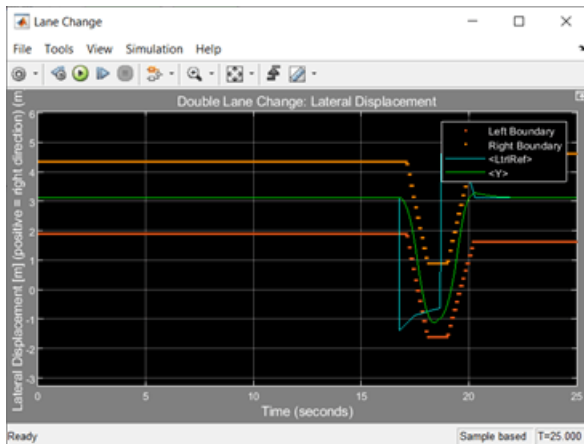 Lane Change
File Tools View Simulation Help
Double Lane Change: Lateral Displacement
Lateral Displacement [m] (positive = right direction) (m
6
5
4
3
2
1
0
-1
-2
-3
Left Boundary
Right Boundary
<LtrlRef>
<Y>
0 5 10 15 20 25
Time (seconds)
Ready Sample based T=25.000